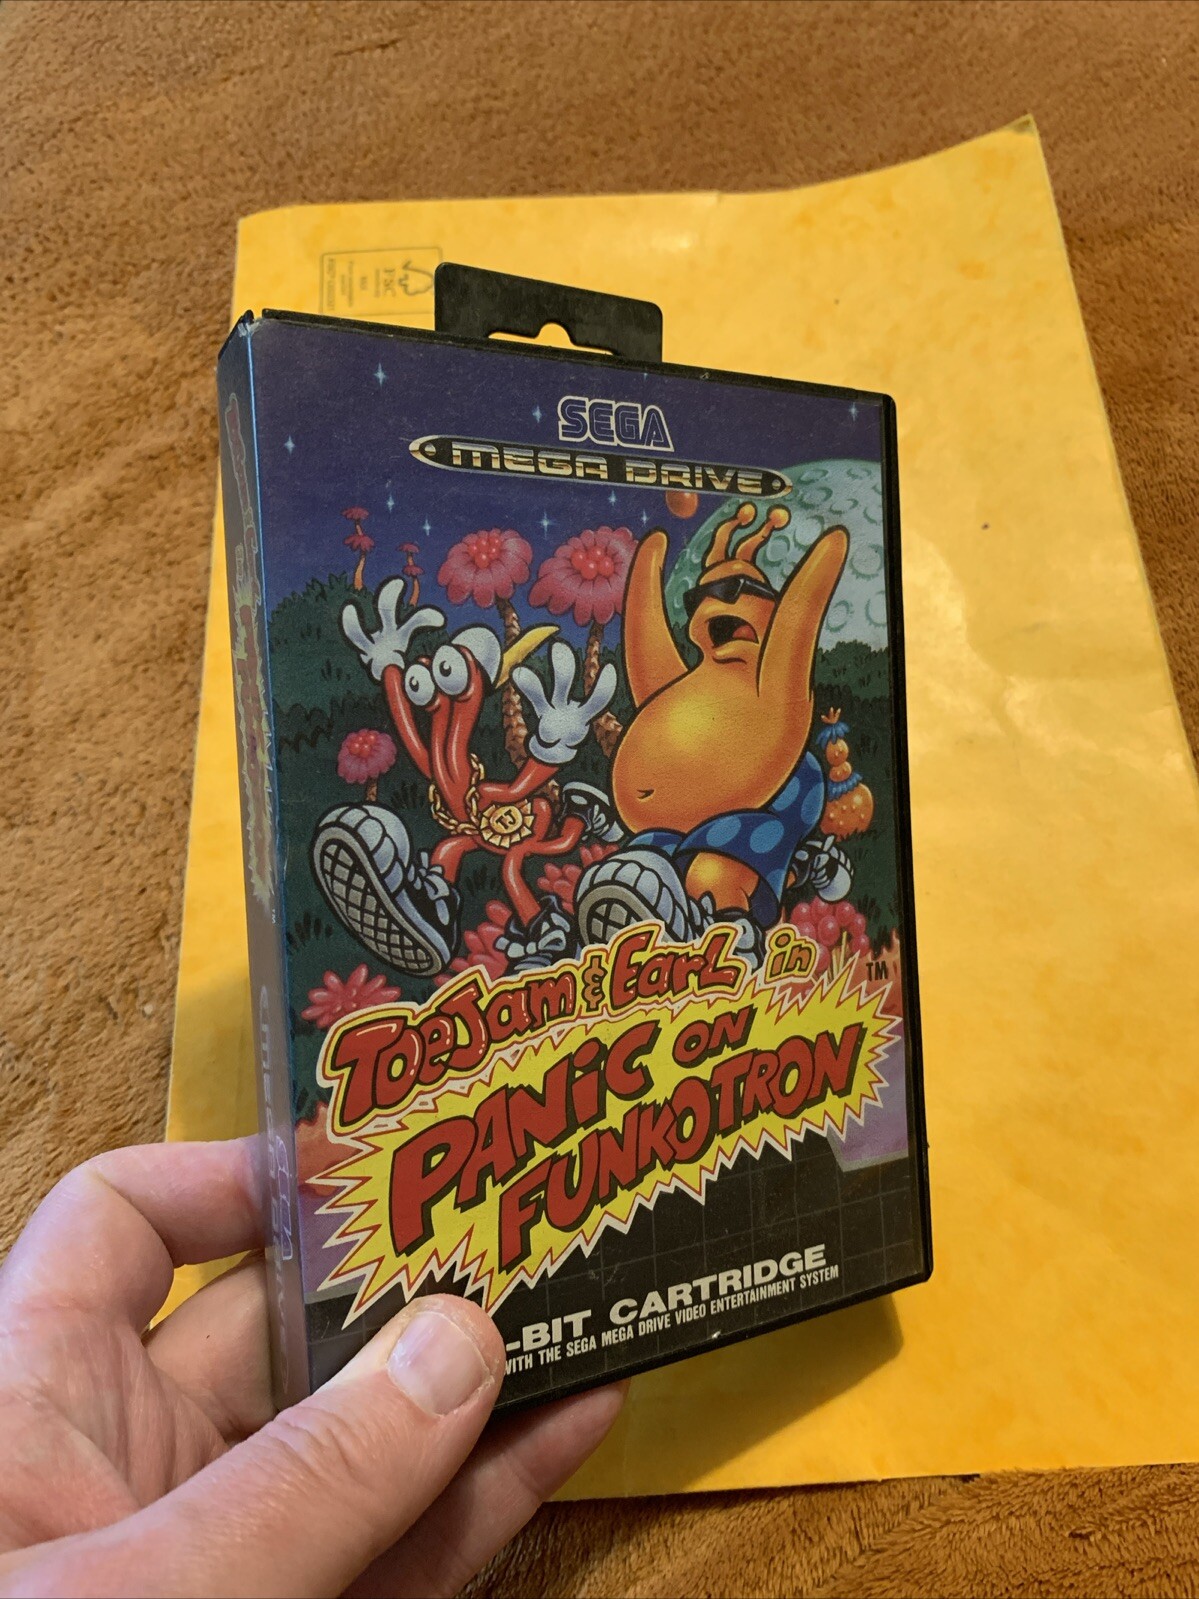 SEGA
MEGA DRIVE
TJ
ToeJam & Earl in
TM
PANIC ON
FUNKOTRON
-BIT CARTRIDGE
WITH THE SEGA MEGA DRIVE VIDEO ENTERTAINMENT SYSTEM